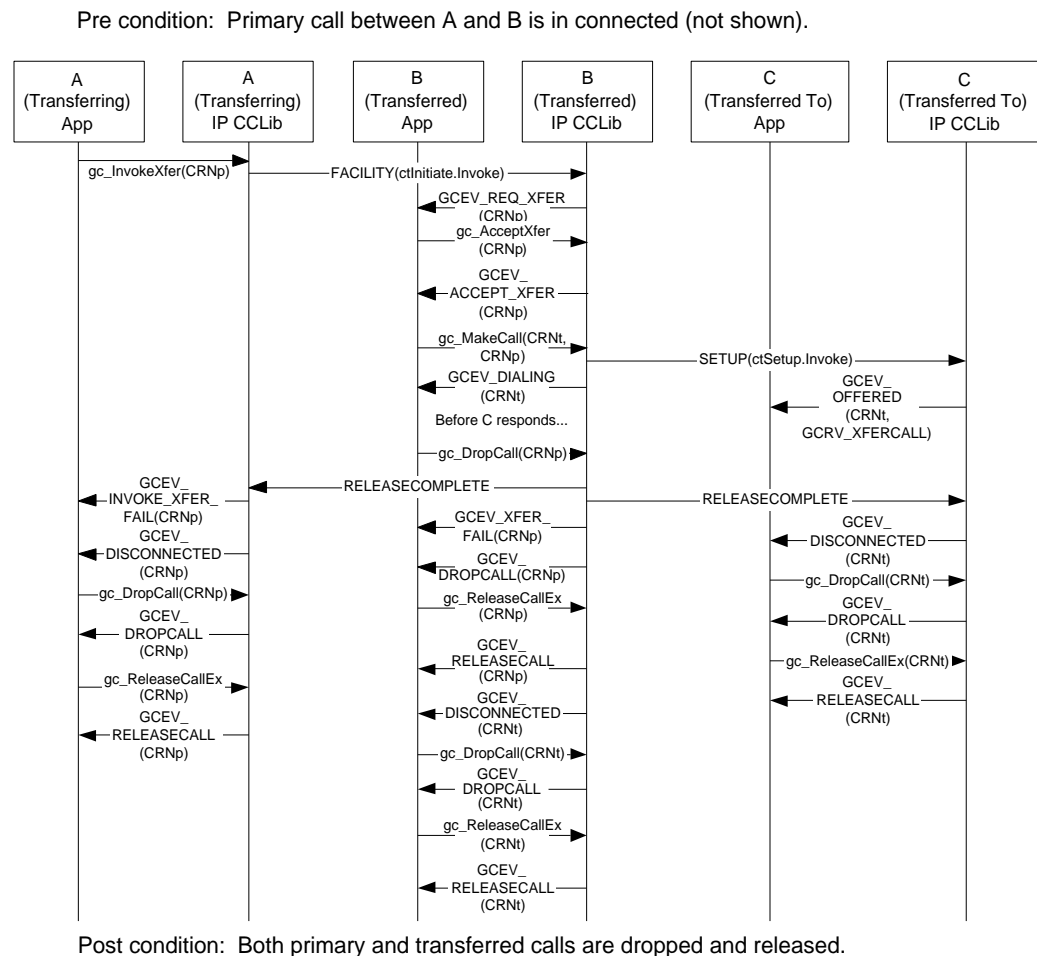 Pre condition:  Primary call between A and B is in connected (not shown).
A
(Transferring)
App
A
(Transferring)
IP CCLib
B
(Transferred)
App
B
(Transferred)
IP CCLib
C
(Transferred To)
App
C
(Transferred To)
IP CCLib
gc_InvokeXfer(CRNp)
FACILITY(ctInitiate.Invoke)
GCEV_REQ_XFER
(CRNp)
gc_AcceptXfer
(CRNp)
GCEV_
ACCEPT_XFER
(CRNp)
gc_MakeCall(CRNt,
CRNp)
SETUP(ctSetup.Invoke)
GCEV_DIALING
(CRNt)
GCEV_
OFFERED
(CRNt,
GCRV_XFERCALL)
Before C responds...
gc_DropCall(CRNp)
RELEASECOMPLETE
GCEV_
INVOKE_XFER_
FAIL(CRNp)
RELEASECOMPLETE
GCEV_XFER_
FAIL(CRNp)
GCEV_
DISCONNECTED
(CRNt)
GCEV_
DISCONNECTED
(CRNp)
GCEV_
DROPCALL(CRNp)
gc_DropCall(CRNt)
gc_DropCall(CRNp)
gc_ReleaseCallEx
(CRNp)
GCEV_
DROPCALL
(CRNt)
GCEV_
DROPCALL
(CRNp)
GCEV_
RELEASECALL
(CRNp)
gc_ReleaseCallEx(CRNt)
gc_ReleaseCallEx
(CRNp)
GCEV_
RELEASECALL
(CRNt)
GCEV_
DISCONNECTED
(CRNt)
GCEV_
RELEASECALL
(CRNp)
gc_DropCall(CRNt)
GCEV_
DROPCALL
(CRNt)
gc_ReleaseCallEx
(CRNt)
GCEV_
RELEASECALL
(CRNt)
Post condition:  Both primary and transferred calls are dropped and released.